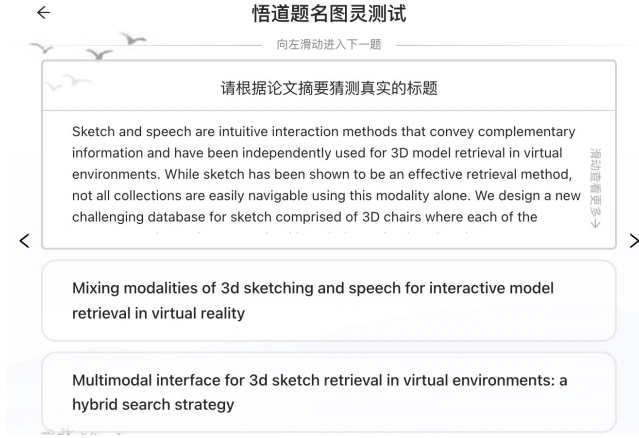 悟道题名图灵测试
向左滑动进入下一题
请根据论文摘要猜测真实的标题
Sketch and speech are intuitive interaction methods that convey complementary
information and have been independently used for 3D model retrieval in virtual
environments. While sketch has been shown to be an effective retrieval method,
not all collections are easily navigable using this modality alone. We design a new
challenging database for sketch comprised of 3D chairs where each of the
滑动查看更多
Mixing modalities of 3d sketching and speech for interactive model
retrieval in virtual reality
Multimodal interface for 3d sketch retrieval in virtual environments: a
hybrid search strategy